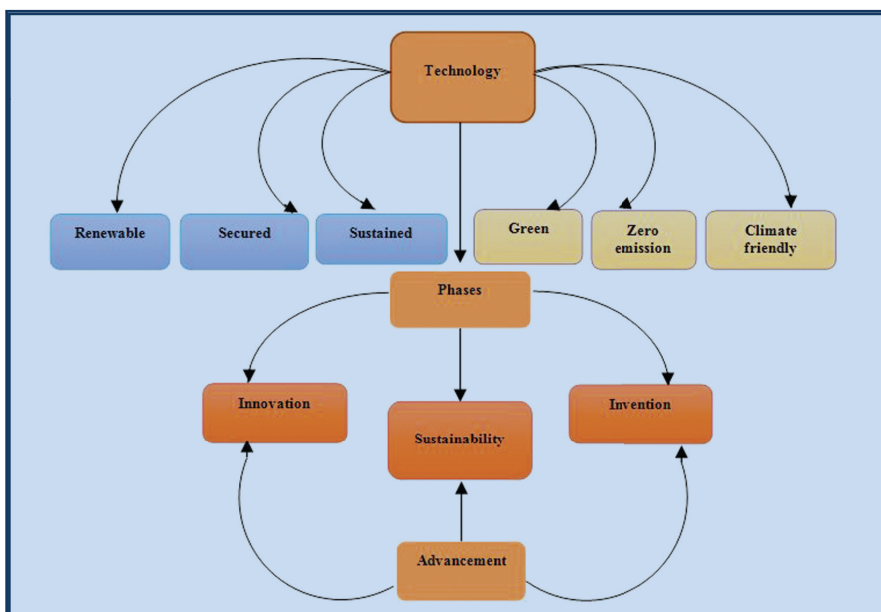 Technology
Renewable
Secured
Sustained
Green
Zero
emission
Climate
friendly
Phases
Innovation
Sustainability
Invention
Advancement